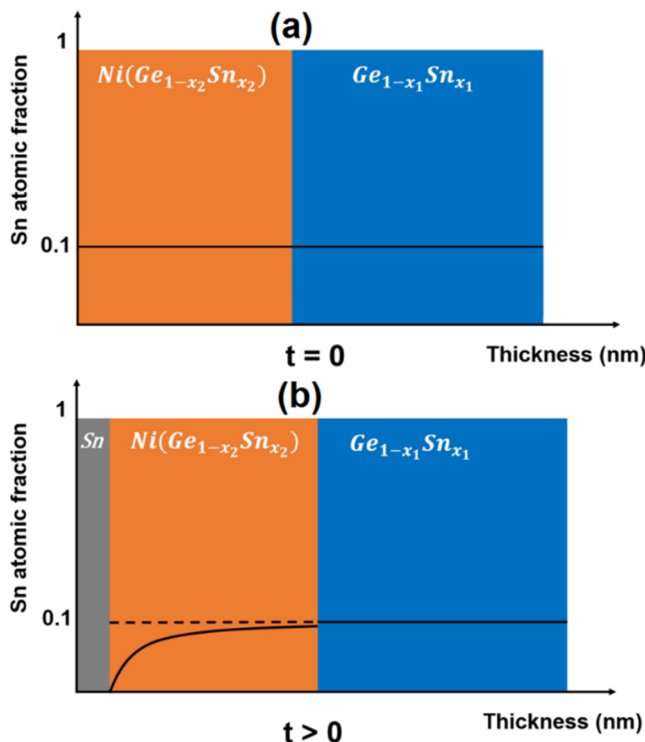 (a)
1
Ni(Ge₁₋ₓ₂Snₓ₂) Ge₁₋ₓ₁Snₓ₁
Sn atomic fraction
0.1
t = 0 Thickness (nm)
(b)
1
Sn Ni(Ge₁₋ₓ₂Snₓ₂) Ge₁₋ₓ₁Snₓ₁
Sn atomic fraction
0.1
Thickness (nm)
t > 0